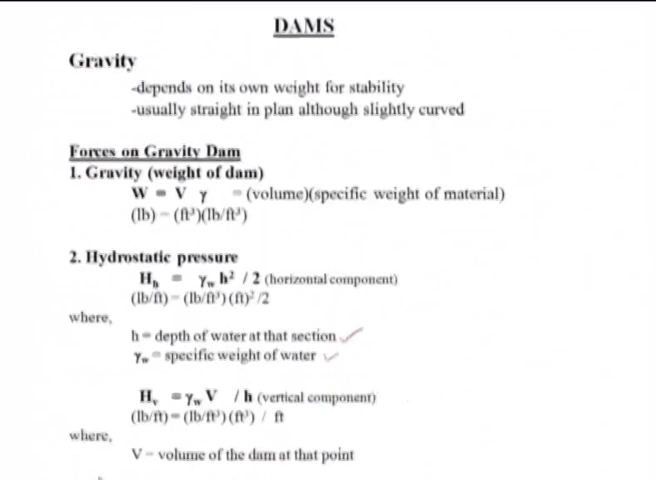 DAMS
Gravity
-depends on its own weight for stability
-usually straight in plan although slightly curved
Forces on Gravity Dam
1. Gravity (weight of dam)
W = V γ = (volume)(specific weight of material)
(lb) = (ft³)(lb/ft³)
2. Hydrostatic pressure
Hₕ = γw h² / 2 (horizontal component)
(lb/ft) = (lb/ft³) (ft)² /2
where,
h = depth of water at that section
γw = specific weight of water
Hᵥ = γw V / h (vertical component)
(lb/ft) = (lb/ft³) (ft³) / ft
where,
V = volume of the dam at that point